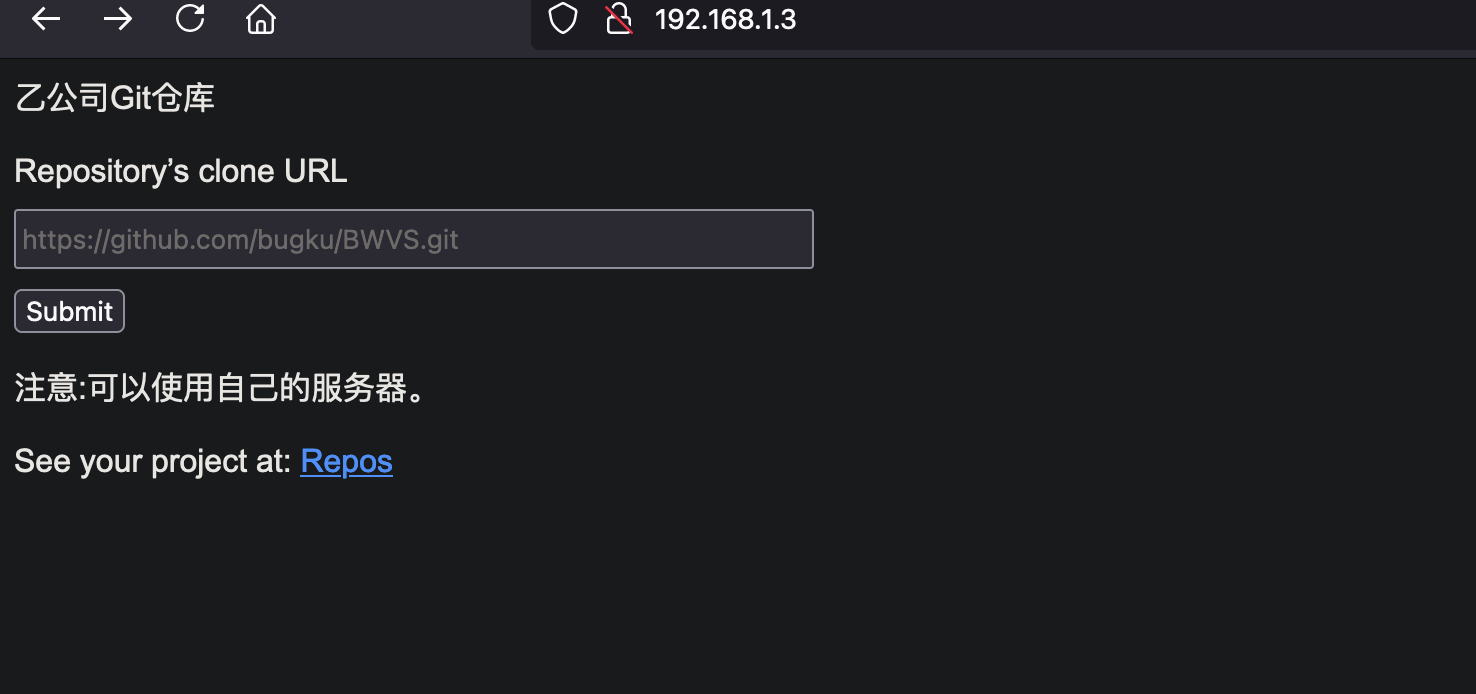 192.168.1.3
乙公司Git仓库
Repository’s clone URL
https://github.com/bugku/BWVS.git
Submit
注意:可以使用自己的服务器。
See your project at: Repos